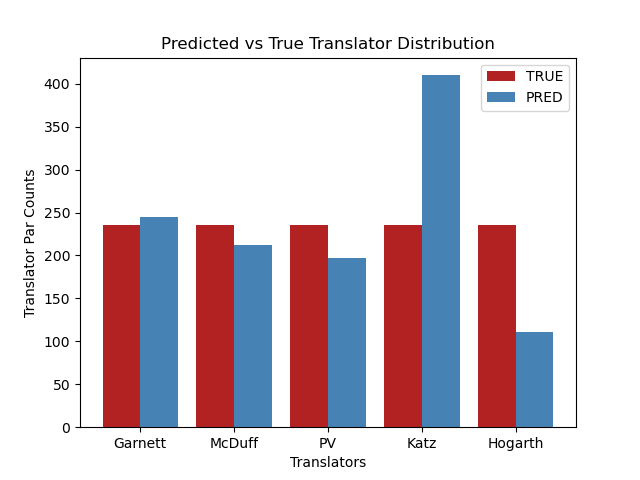 Predicted vs True Translator Distribution
TRUE
PRED
Translator Par Counts
400
350
300
250
200
150
100
50
0
Garnett McDuff PV Katz Hogarth
Translators